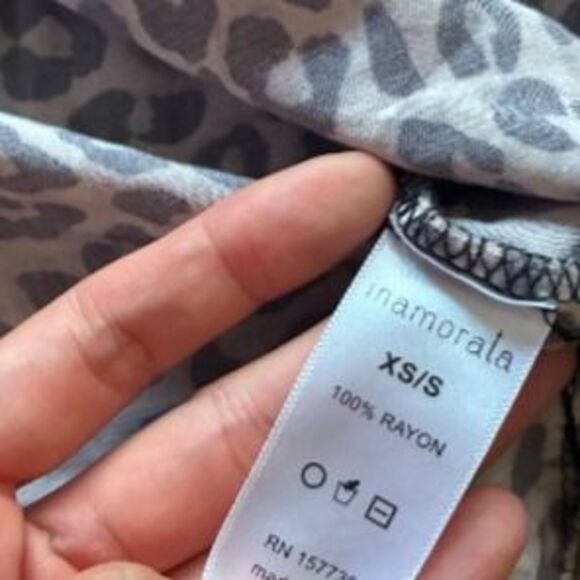 inamorata
XS/S
100% RAYON
RN